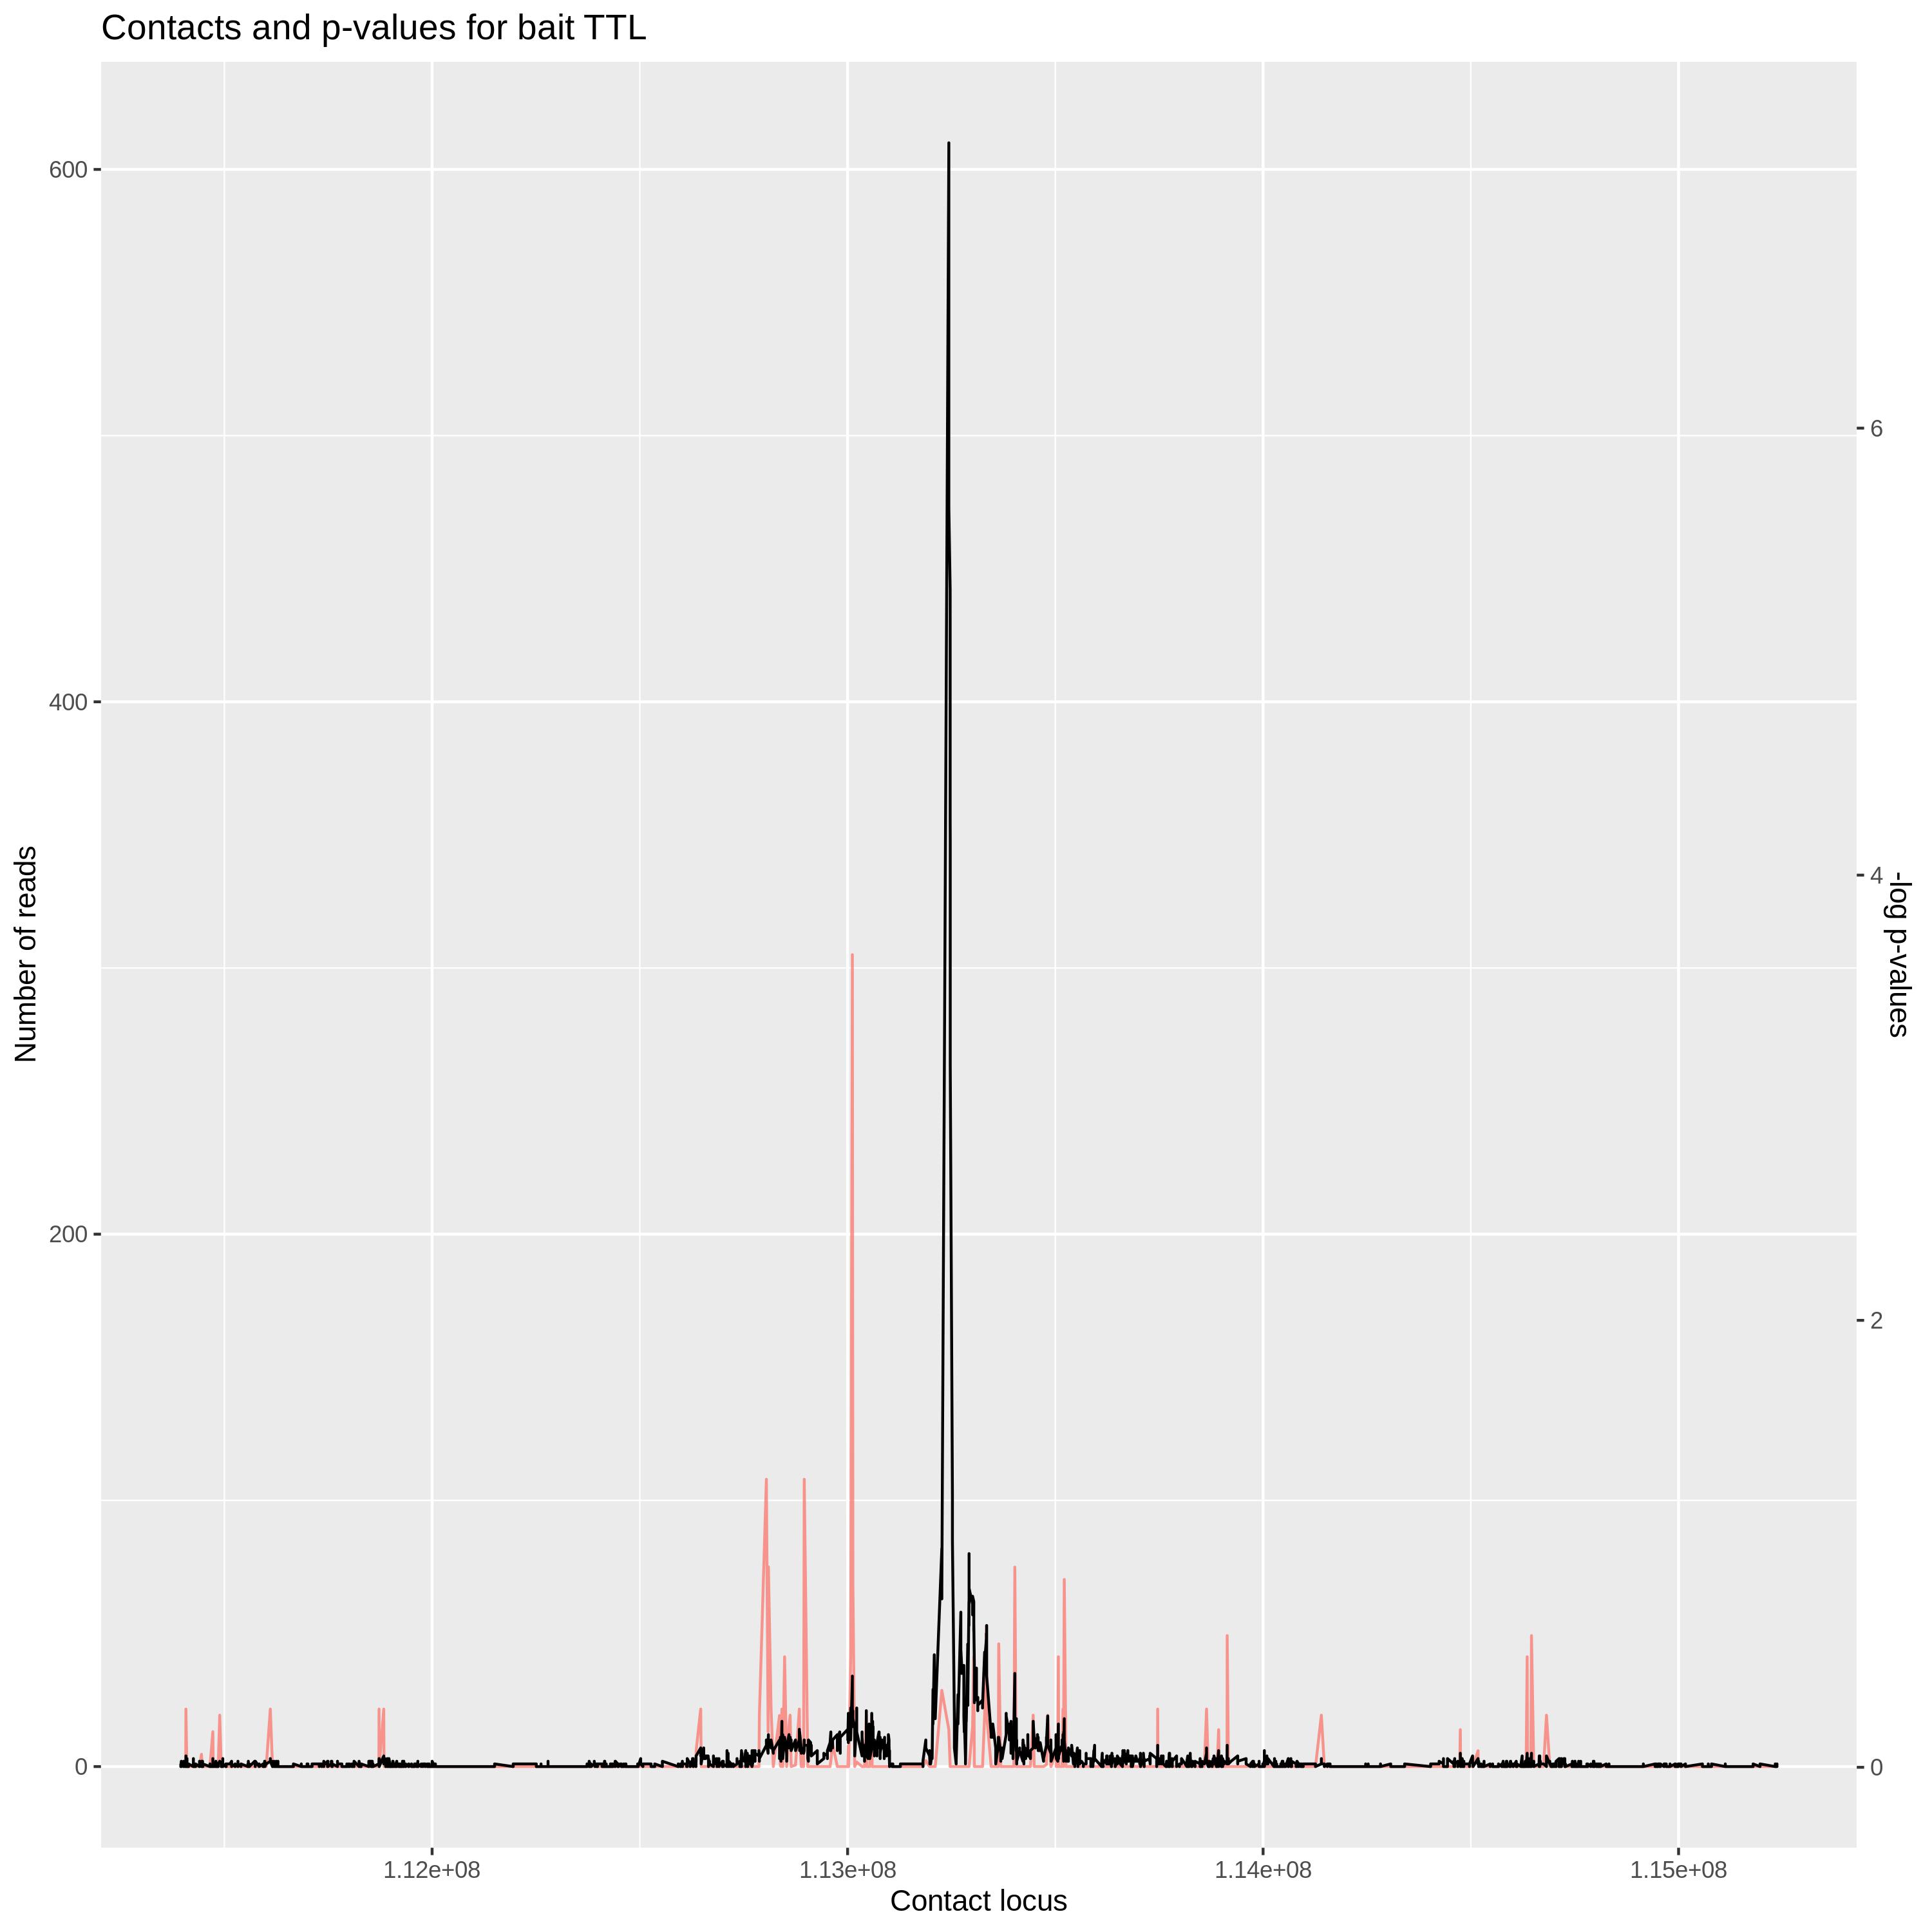 Contacts and p-values for bait TTL
600
400
200
0
Number of reads
6
4
2
0
-log p-values
1.12e+08
1.13e+08
1.14e+08
1.15e+08
Contact locus